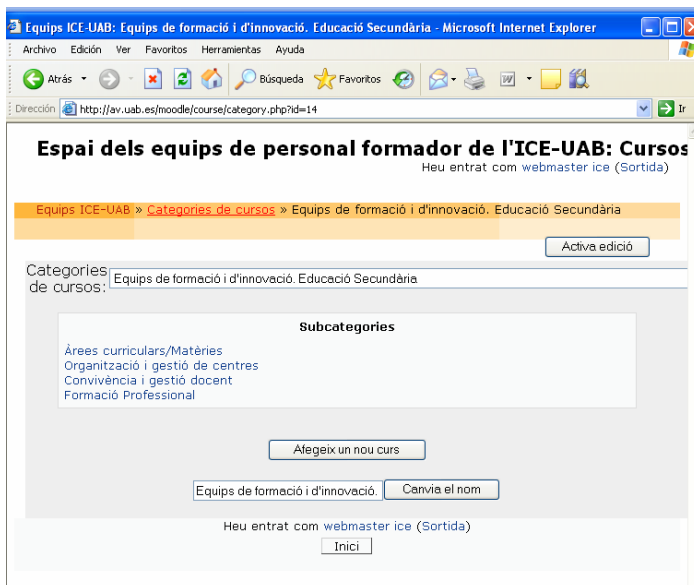 Equips ICE-UAB: Equips de formació i d'innovació. Educació Secundària - Microsoft Internet Explorer
Archivo Edición Ver Favoritos Herramientas Ayuda
Atrás Búsqueda Favoritos
Dirección http://av.uab.es/moodle/course/category.php?id=14 Ir
Espai dels equips de personal formador de l'ICE-UAB: Cursos
Heu entrat com webmaster ice (Sortida)
Equips ICE-UAB » Categories de cursos » Equips de formació i d'innovació. Educació Secundària
Activa edició
Categories de cursos: Equips de formació i d'innovació. Educació Secundària
Subcategories
Àrees curriculars/Matèries
Organització i gestió de centres
Convivència i gestió docent
Formació Professional
Afegeix un nou curs
Equips de formació i d'innovació. Canvia el nom
Heu entrat com webmaster ice (Sortida)
Inici